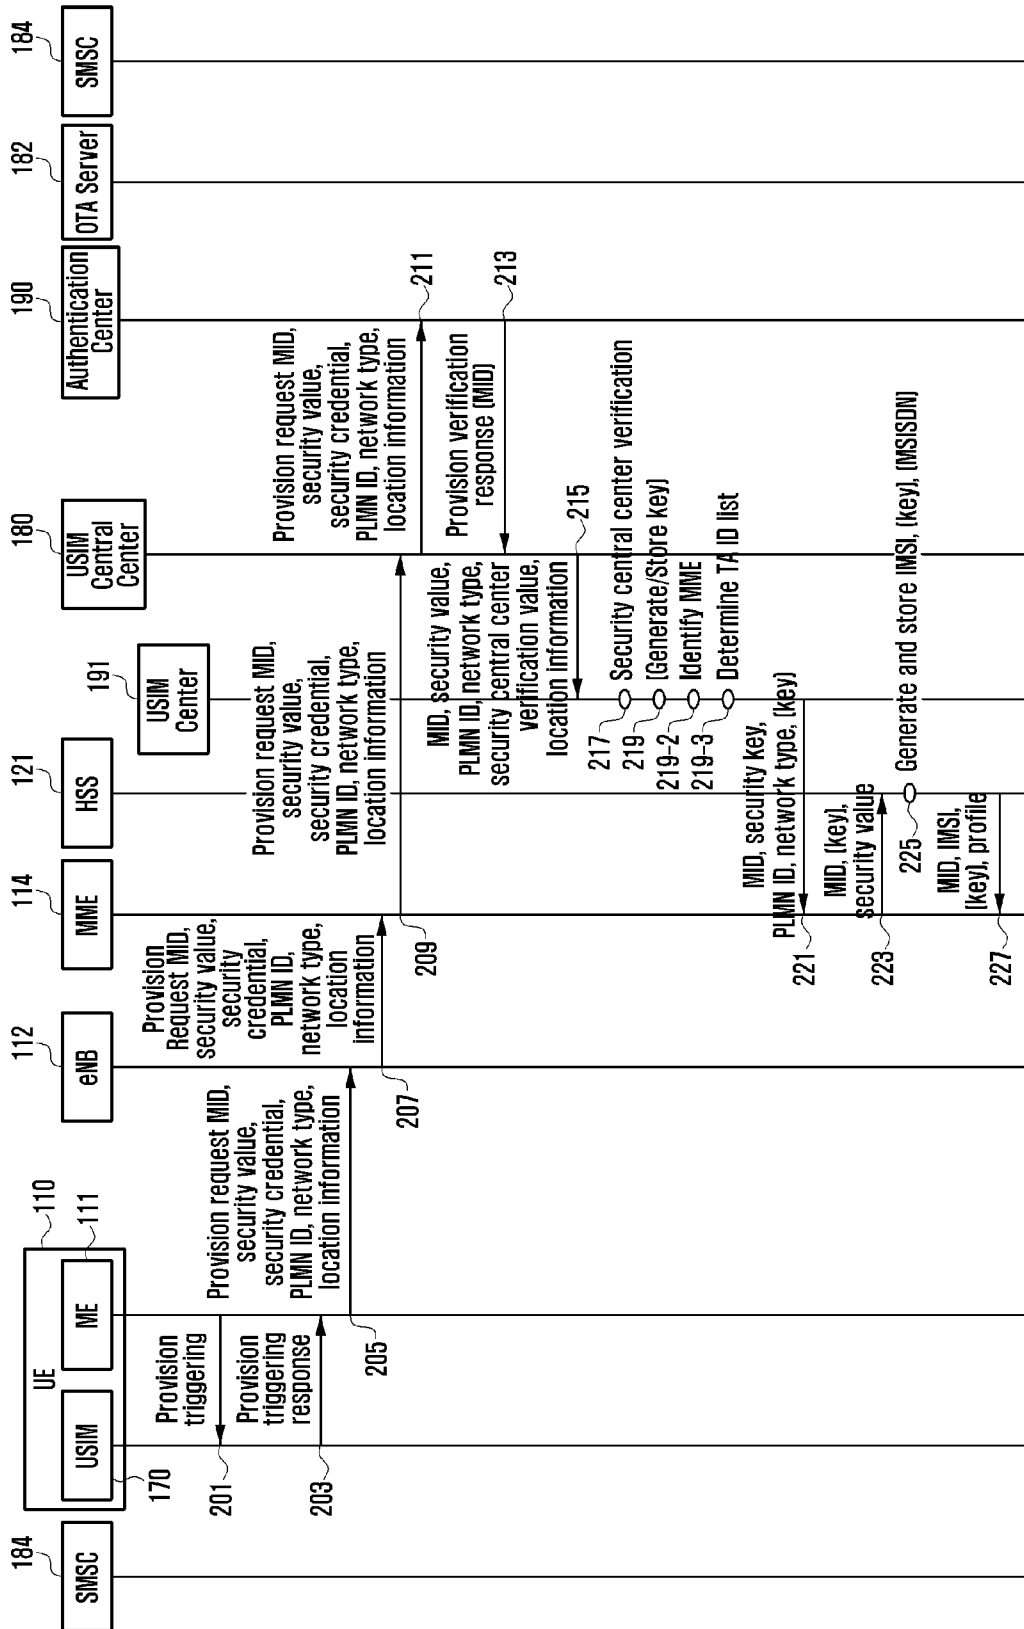 184
SMSC
110
UE
170
USIM
111
ME
112
eNB
114
MME
121
HSS
191
USIM
Center
180
USIM
Central
Center
190
Authentication
Center
182
OTA Server
184
SMSC
Provision
triggering
201
Provision
triggering
response
203
Provision request MID,
security value,
security credential,
PLMN ID, network type,
location information
205
Provision
Request MID,
security value,
security
credential,
PLMN ID,
network type,
location
information
207
Provision request MID,
security value,
security credential,
PLMN ID, network type,
location information
209
Provision request MID,
security value,
security credential,
PLMN ID, network type,
location information
211
Provision verification
response (MID)
213
MID, security value,
PLMN ID, network type,
security central center
verification value,
location information
215
217
Security central center verification
219
(Generate/Store key)
219-2
Identify MME
219-3
Determine TA ID list
MID, security key,
PLMN ID, network type, (key)
221
MID, (key),
security value
223
225
Generate and store IMSI, (key), (MSISDN)
MID, IMSI,
(key), profile
227